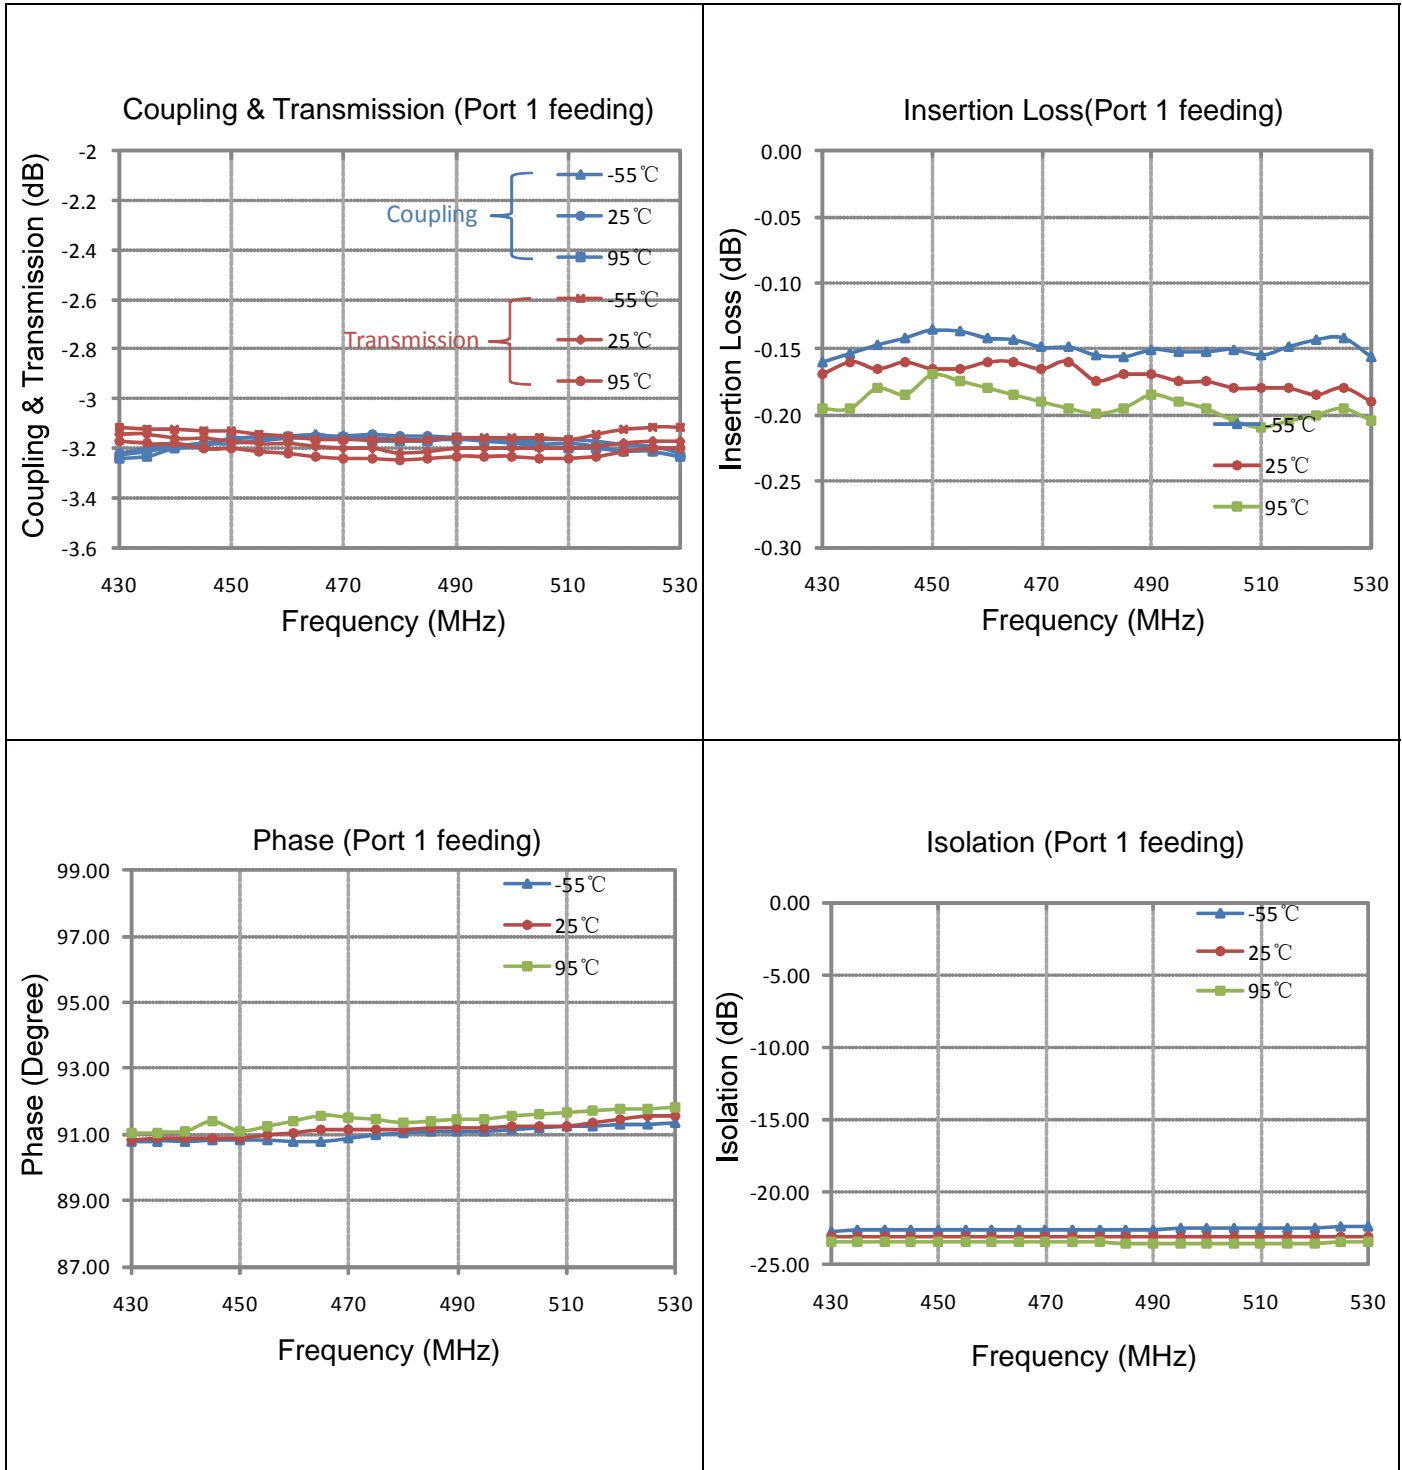 Coupling & Transmission (Port 1 feeding)
Coupling & Transmission (dB)
-2
-2.2
-2.4
-2.6
-2.8
-3
-3.2
-3.4
-3.6
Coupling
-55℃
25℃
95℃
Transmission
-55℃
25℃
95℃
430 450 470 490 510 530
Frequency (MHz)
Insertion Loss(Port 1 feeding)
Insertion Loss (dB)
0.00
-0.05
-0.10
-0.15
-0.20
-0.25
-0.30
-55℃
25℃
95℃
430 450 470 490 510 530
Frequency (MHz)
Phase (Port 1 feeding)
Phase (Degree)
99.00
97.00
95.00
93.00
91.00
89.00
87.00
-55℃
25℃
95℃
430 450 470 490 510 530
Frequency (MHz)
Isolation (Port 1 feeding)
Isolation (dB)
0.00
-5.00
-10.00
-15.00
-20.00
-25.00
-55℃
25℃
95℃
430 450 470 490 510 530
Frequency (MHz)